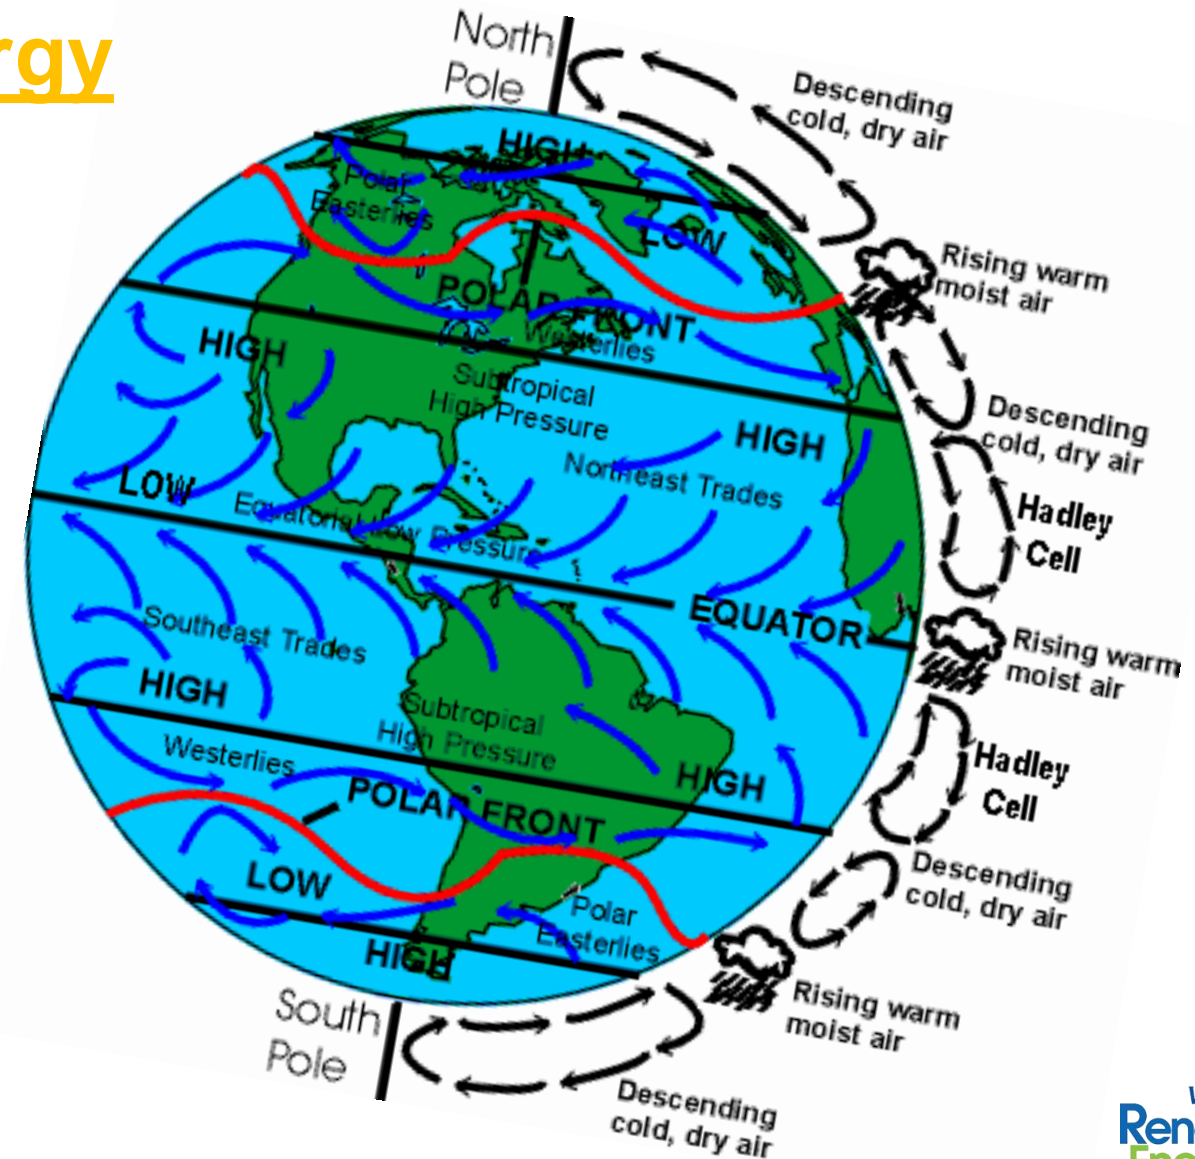 rgy
North
Pole
Descending
cold, dry air
HIGH
Polar
Easterlies
LOW
Rising warm
moist air
POLAR FRONT
Westerlies
HIGH
Subtropical
High Pressure
HIGH
Descending
cold, dry air
Northeast Trades
LOW
Equatorial Low Pressure
Hadley
Cell
EQUATOR
Southeast Trades
Rising warm
moist air
HIGH
Subtropical
High Pressure
Westerlies
HIGH
Hadley
Cell
POLAR FRONT
LOW
Descending
cold, dry air
Polar
Easterlies
HIGH
South
Pole
Rising warm
moist air
Descending
cold, dry air
Ren